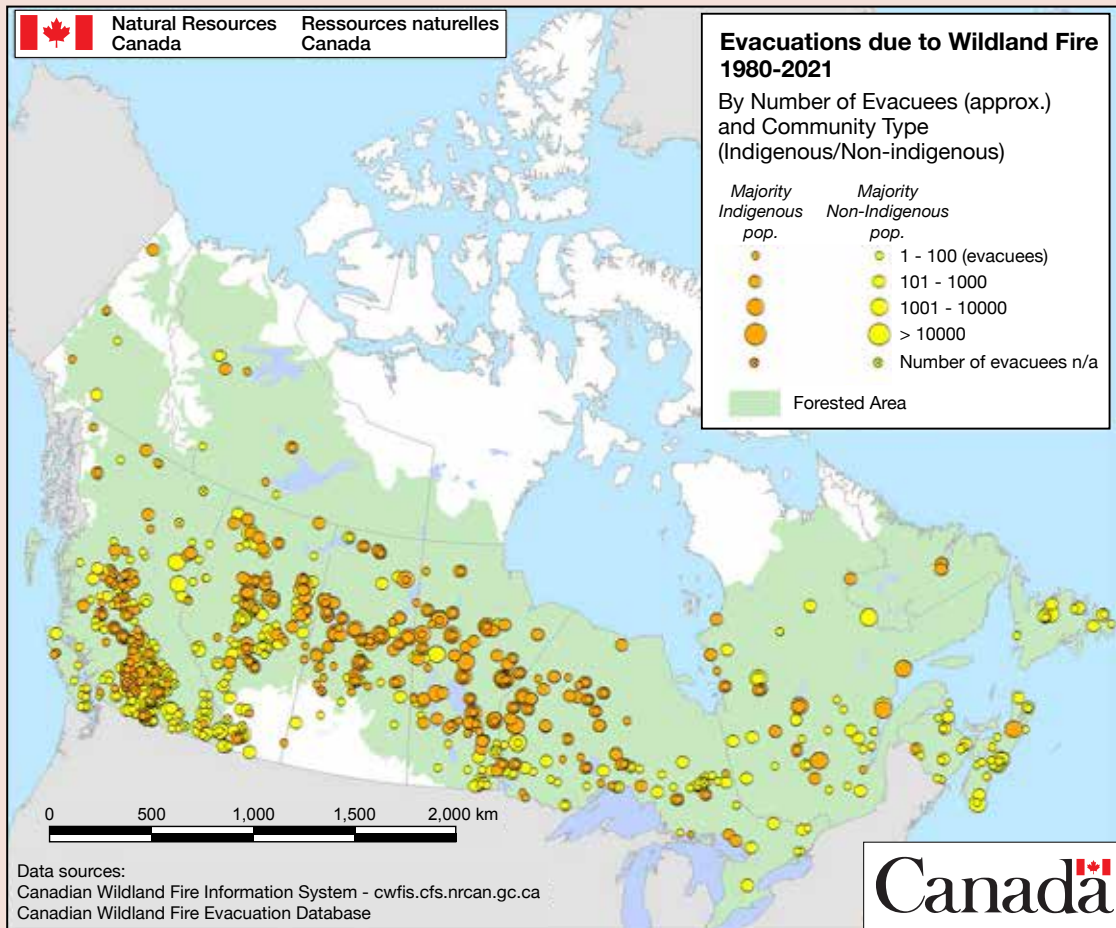 Natural Resources
Canada
Ressources naturelles
Canada
Evacuations due to Wildland Fire
1980-2021
By Number of Evacuees (approx.)
and Community Type
(Indigenous/Non-indigenous)
Majority
Indigenous
pop.
Majority
Non-Indigenous
pop.
1 - 100 (evacuees)
101 - 1000
1001 - 10000
> 10000
Number of evacuees n/a
Forested Area
0 500 1,000 1,500 2,000 km
Data sources:
Canadian Wildland Fire Information System - cwfis.cfs.nrcan.gc.ca
Canadian Wildland Fire Evacuation Database
Canada